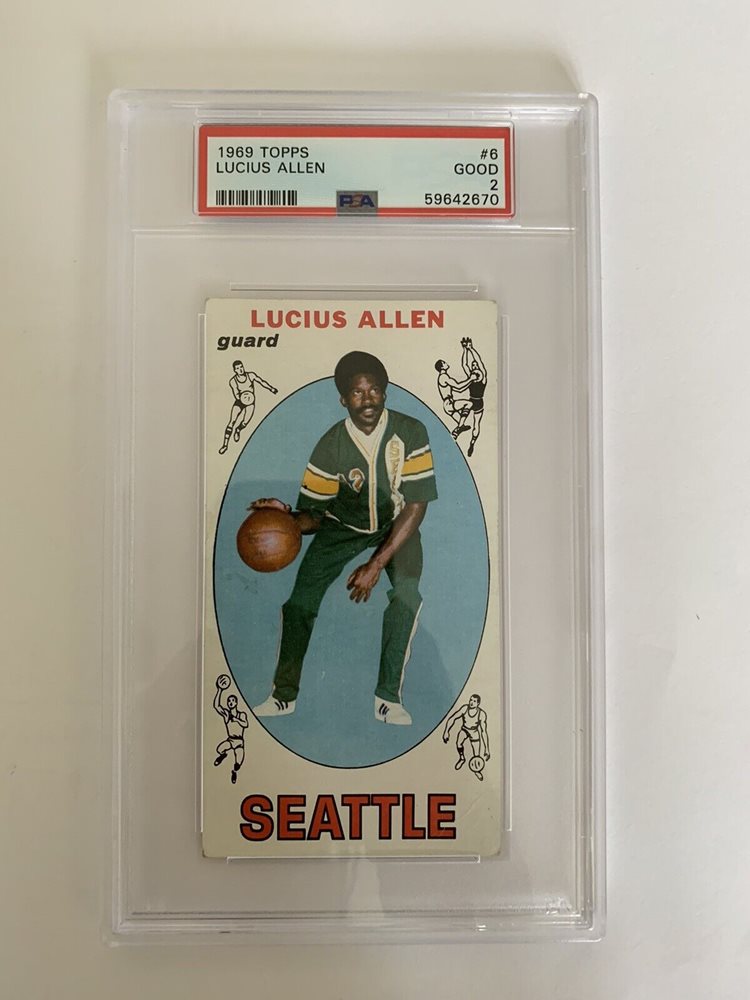 1969 TOPPS #6
LUCIUS ALLEN GOOD
2
PSA 59642670
LUCIUS ALLEN
guard
SEATTLE